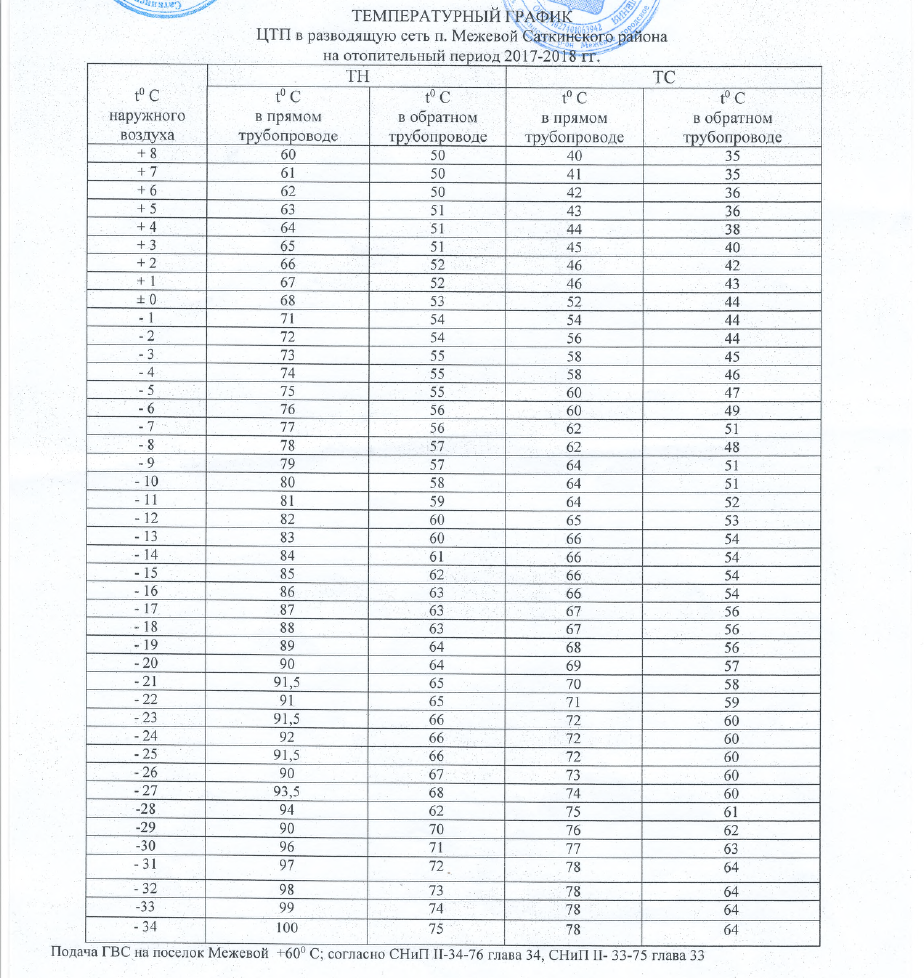 ТЕМПЕРАТУРНЫЙ ГРАФИК
ЦТП в разводящую сеть п. Межевой Саткинского района
на отопительный период 2017-2018 гг.
t⁰ С наружного воздуха ТН ТС
t⁰ С в прямом трубопроводе t⁰ С в обратном трубопроводе t⁰ С в прямом трубопроводе t⁰ С в обратном трубопроводе
+ 8 60 50 40 35
+ 7 61 50 41 35
+ 6 62 50 42 36
+ 5 63 51 43 36
+ 4 64 51 44 38
+ 3 65 51 45 40
+ 2 66 52 46 42
+ 1 67 52 46 43
± 0 68 53 52 44
- 1 71 54 54 44
- 2 72 54 56 44
- 3 73 55 58 45
- 4 74 55 58 46
- 5 75 55 60 47
- 6 76 56 60 49
- 7 77 56 62 51
- 8 78 57 62 48
- 9 79 57 64 51
- 10 80 58 64 51
- 11 81 59 64 52
- 12 82 60 65 53
- 13 83 60 66 54
- 14 84 61 66 54
- 15 85 62 66 54
- 16 86 63 66 54
- 17 87 63 67 56
- 18 88 63 67 56
- 19 89 64 68 56
- 20 90 64 69 57
- 21 91,5 65 70 58
- 22 91 65 71 59
- 23 91,5 66 72 60
- 24 92 66 72 60
- 25 91,5 66 72 60
- 26 90 67 73 60
- 27 93,5 68 74 60
-28 94 62 75 61
-29 90 70 76 62
-30 96 71 77 63
- 31 97 72 78 64
- 32 98 73 78 64
-33 99 74 78 64
- 34 100 75 78 64
Подача ГВС на поселок Межевой +60⁰ С; согласно СНиП II-34-76 глава 34, СНиП II- 33-75 глава 33